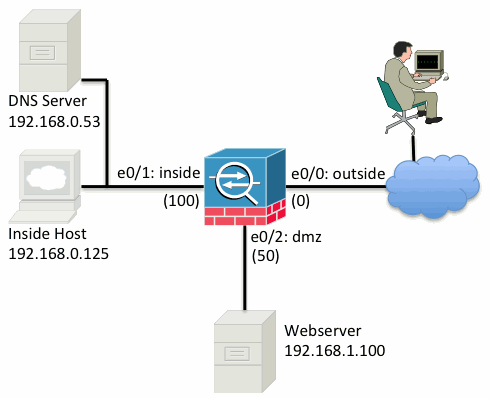 DNS Server
192.168.0.53
e0/1: inside
(100)
e0/0: outside
(0)
Inside Host
192.168.0.125
e0/2: dmz
(50)
Webserver
192.168.1.100